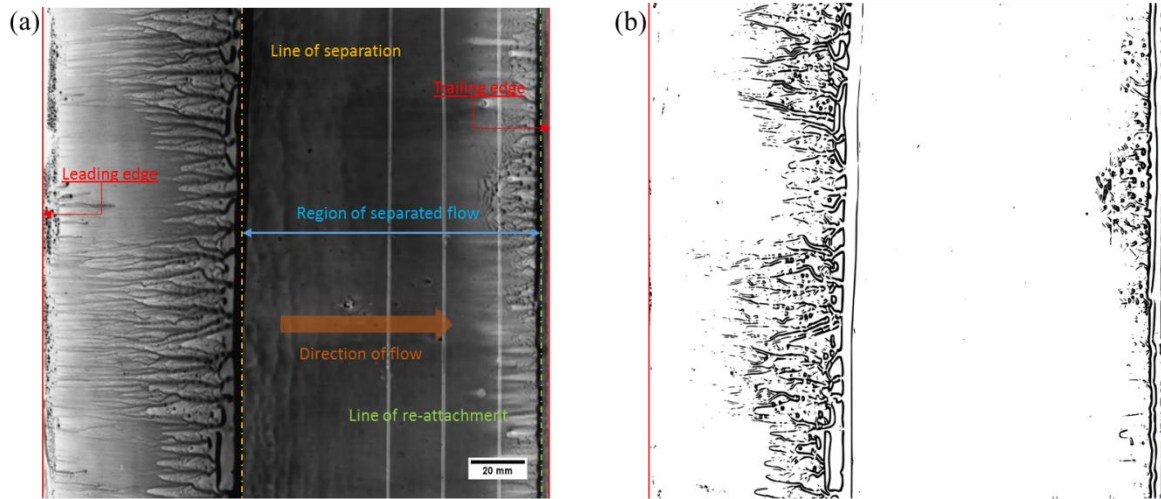 (a)
(b)
Line of separation
Trailing edge
Leading edge
Region of separated flow
Direction of flow
Line of re-attachment
20 mm